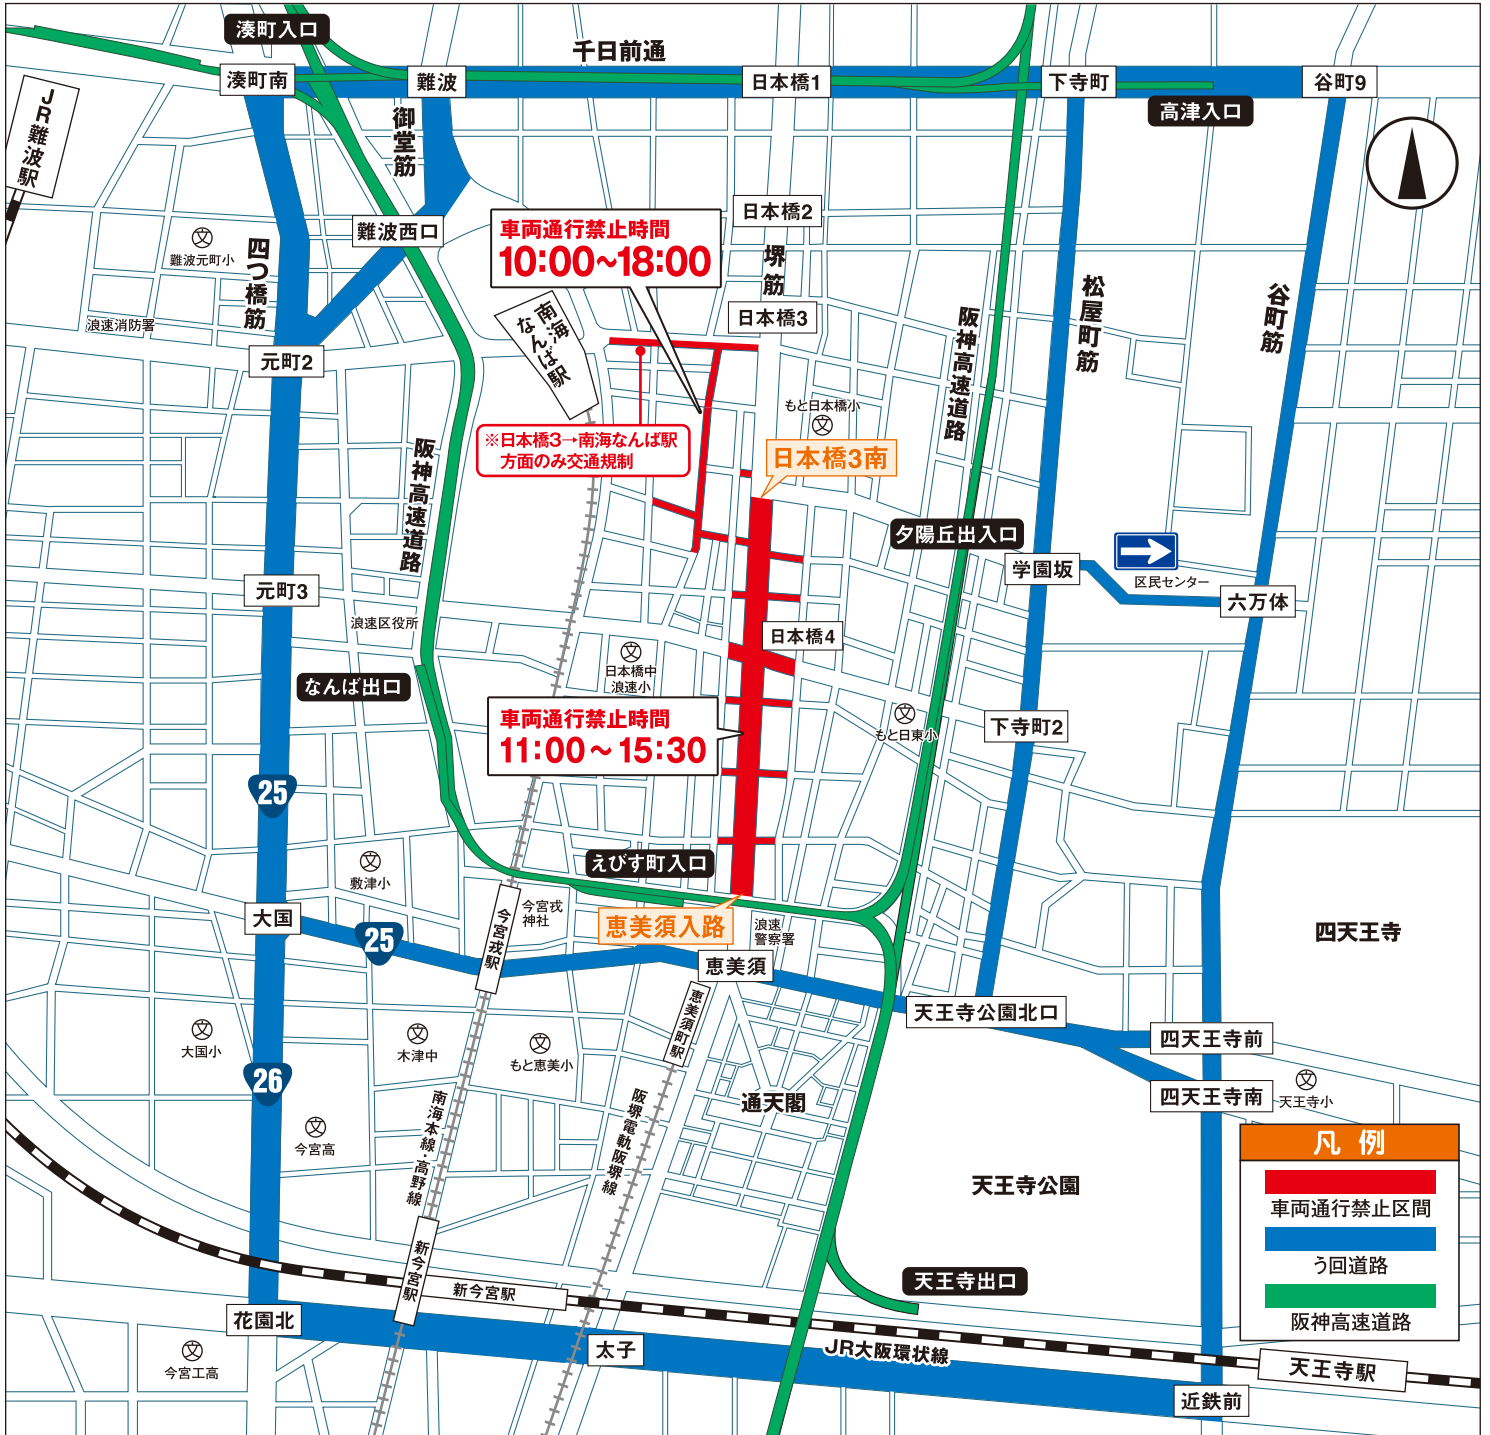 湊町入口
千日前通
湊町南
難波
日本橋1
下寺町
谷町9
高津入口
JR難波駅
御堂筋
難波西口
日本橋2
車両通行禁止時間
10:00~18:00
難波元町小
四つ橋筋
堺筋
浪速消防署
日本橋3
阪神高速道路
松屋町筋
谷町筋
南海
なんば駅
元町2
もと日本橋小
※日本橋3→南海なんば駅
方面のみ交通規制
日本橋3南
阪神高速道路
夕陽丘出入口
学園坂
区民センター
元町3
六万体
浪速区役所
日本橋4
日本橋中
浪速小
なんば出口
車両通行禁止時間
11:00～15:30
もと日東小
下寺町2
25
えびす町入口
敷津小
大国
25
今宮戎駅
今宮戎
神社
恵美須入路
浪速
警察署
四天王寺
恵美須
恵美須町駅
天王寺公園北口
四天王寺前
大国小
木津中
もと恵美小
26
四天王寺南
天王寺小
通天閣
南海本線・高野線
阪堺電軌阪堺線
今宮高
凡例
車両通行禁止区間
う回道路
阪神高速道路
天王寺公園
新今宮駅
新今宮駅
天王寺出口
花園北
太子
JR大阪環状線
天王寺駅
今宮工高
近鉄前
文
文
文
文
文
文
文
文
文
文
文